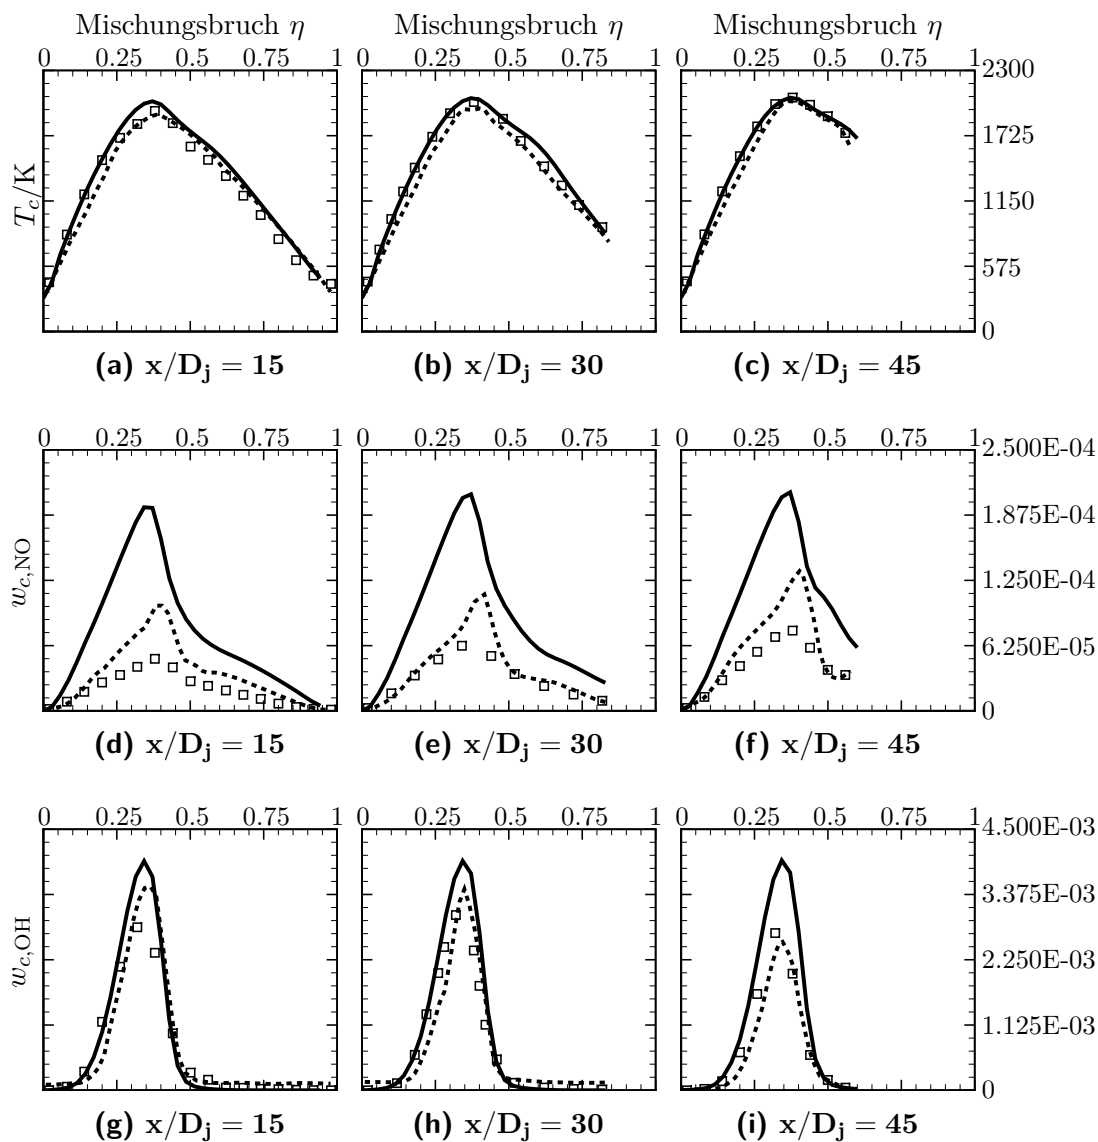 Mischungsbruch η Mischungsbruch η Mischungsbruch η
0 0.25 0.5 0.75 1 0 0.25 0.5 0.75 1 0 0.25 0.5 0.75 1
2300
1725
1150
575
0
T_c/K
(a) x/D_j = 15 (b) x/D_j = 30 (c) x/D_j = 45
0 0.25 0.5 0.75 1 0 0.25 0.5 0.75 1 0 0.25 0.5 0.75 1
2.500E-04
1.875E-04
1.250E-04
6.250E-05
0
w_c,NO
(d) x/D_j = 15 (e) x/D_j = 30 (f) x/D_j = 45
0 0.25 0.5 0.75 1 0 0.25 0.5 0.75 1 0 0.25 0.5 0.75 1
4.500E-03
3.375E-03
2.250E-03
1.125E-03
0
w_c,OH
(g) x/D_j = 15 (h) x/D_j = 30 (i) x/D_j = 45